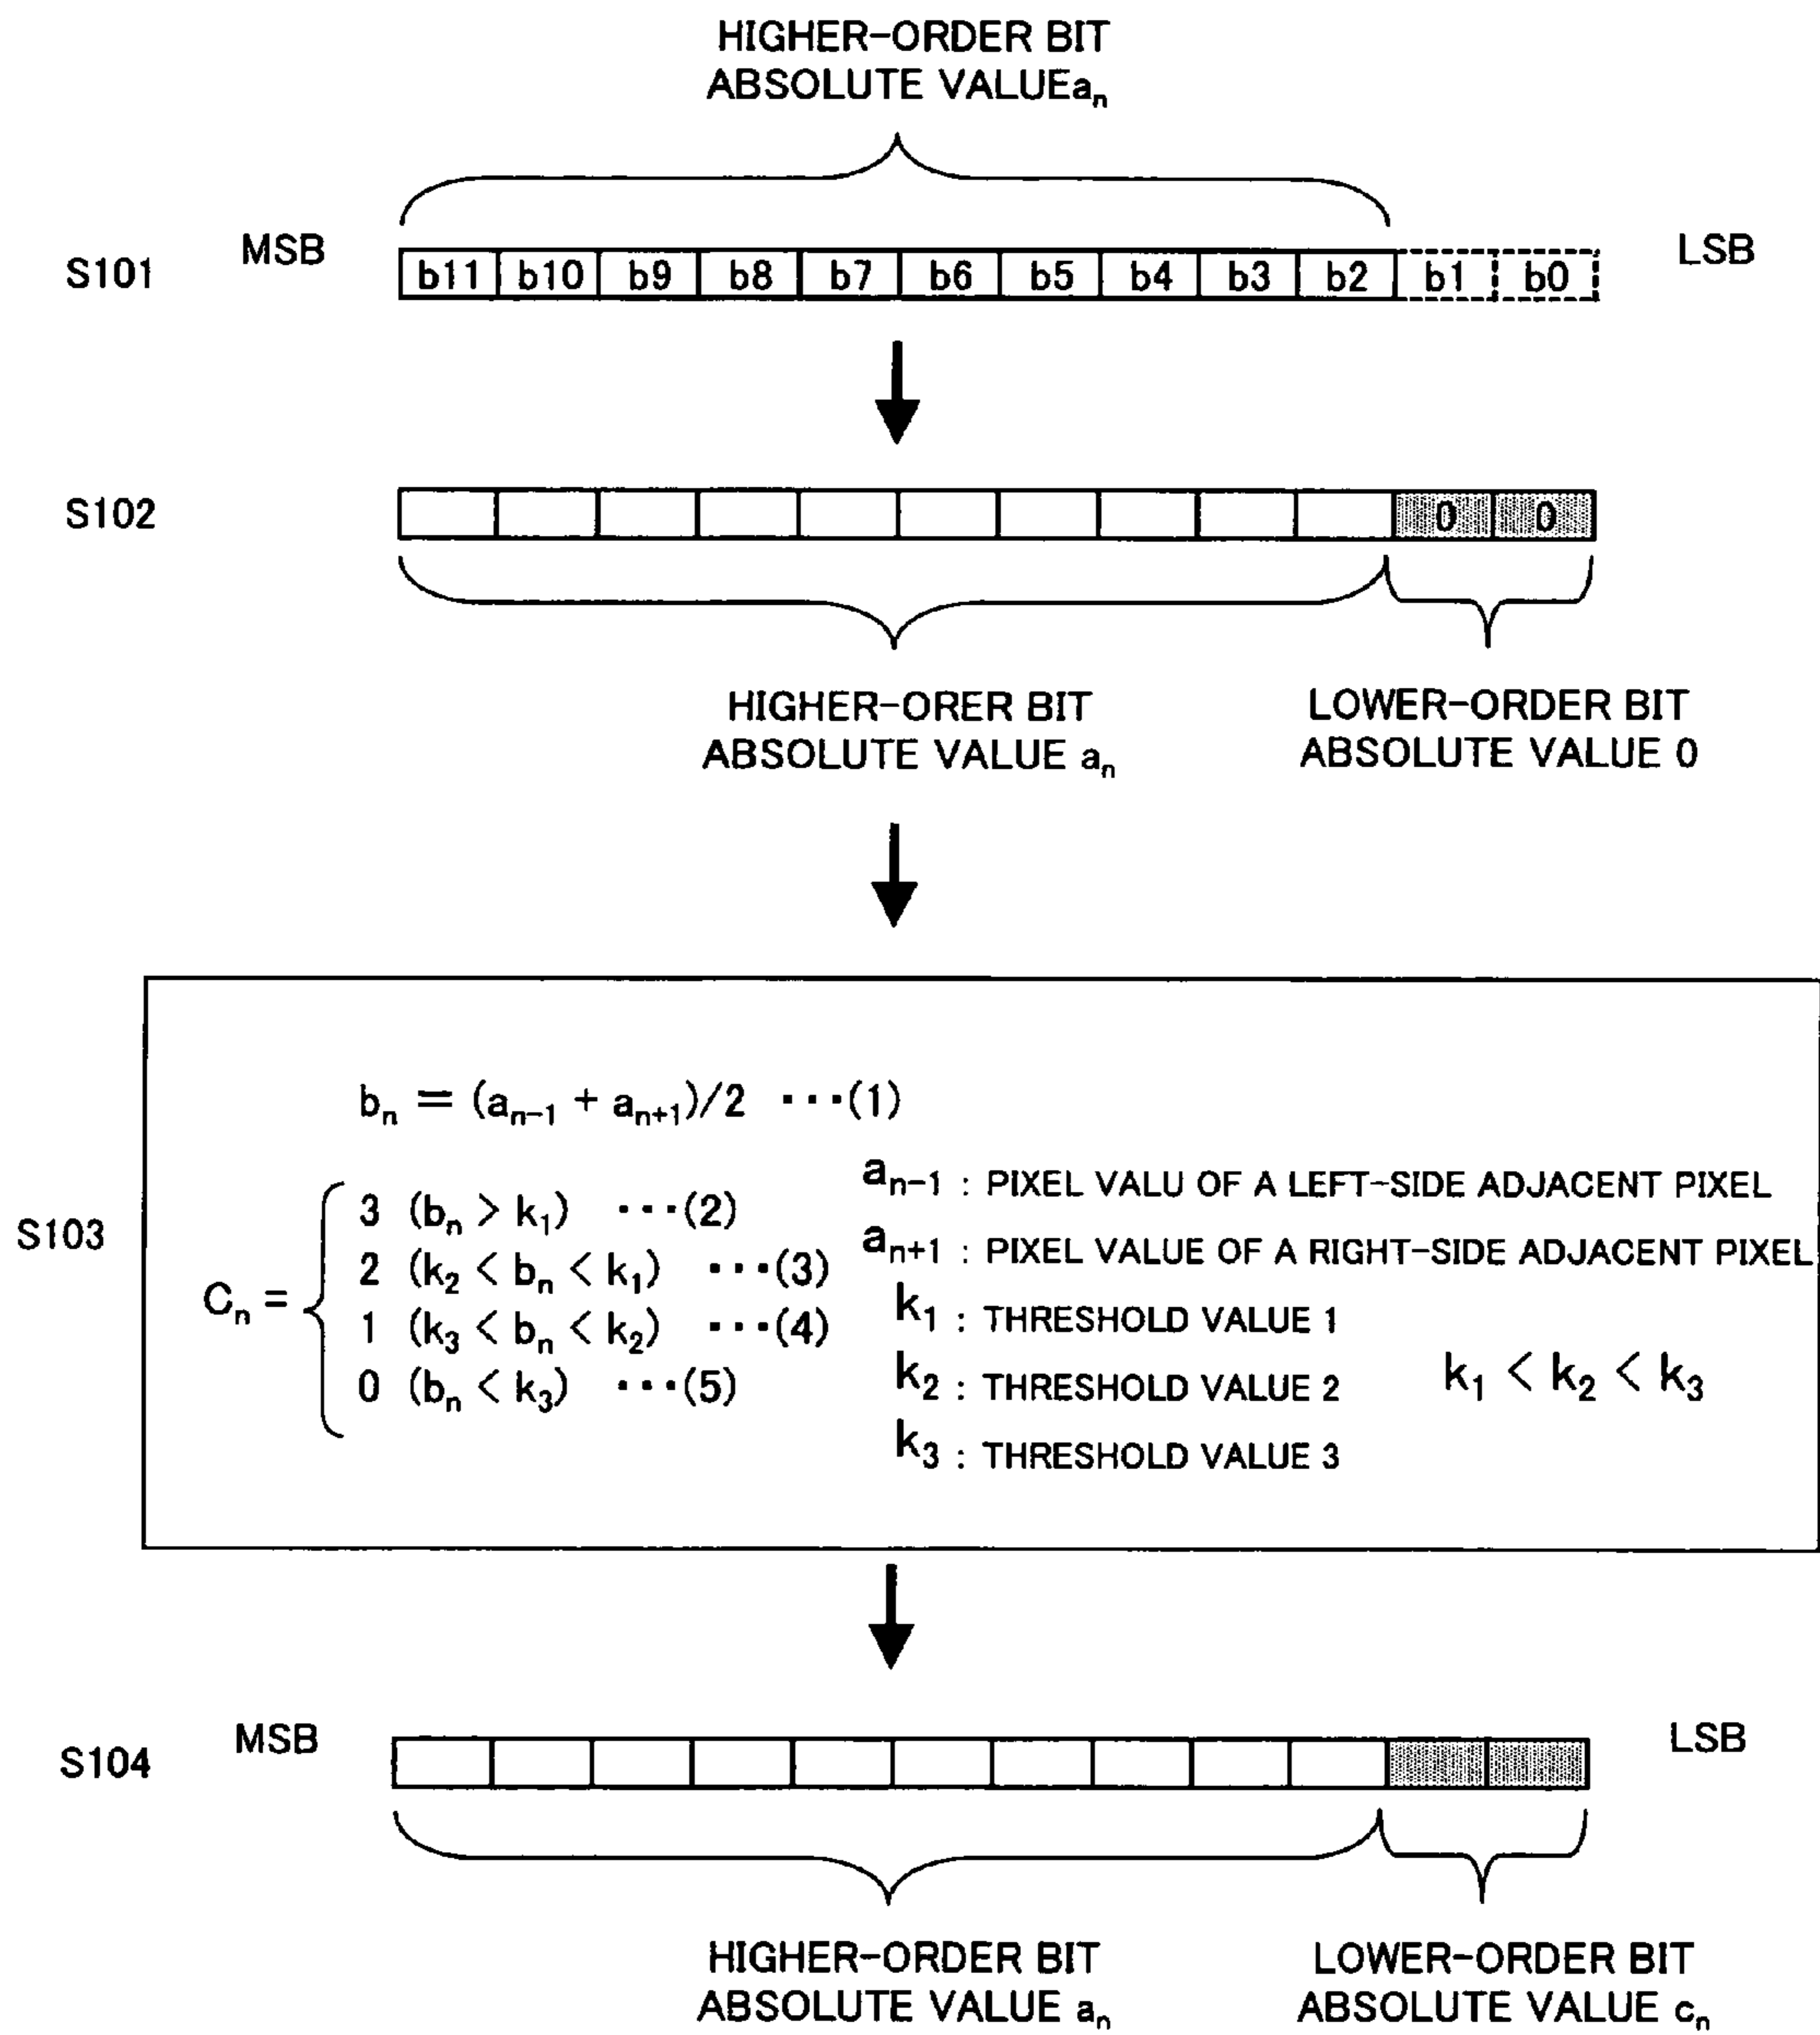 HIGHER-ORDER BIT
ABSOLUTE VALUEaₙ
S101 MSB b11 b10 b9 b8 b7 b6 b5 b4 b3 b2 b1 b0 LSB
S102 0 0
HIGHER-ORER BIT
ABSOLUTE VALUE aₙ
LOWER-ORDER BIT
ABSOLUTE VALUE 0
S103
bₙ = (aₙ₋₁ + aₙ₊₁)/2 ⋯(1)
Cₙ =
3 (bₙ > k₁) ⋯(2)
2 (k₂ < bₙ < k₁) ⋯(3)
1 (k₃ < bₙ < k₂) ⋯(4)
0 (bₙ < k₃) ⋯(5)
aₙ₋₁ : PIXEL VALU OF A LEFT-SIDE ADJACENT PIXEL
aₙ₊₁ : PIXEL VALUE OF A RIGHT-SIDE ADJACENT PIXEL
k₁ : THRESHOLD VALUE 1
k₂ : THRESHOLD VALUE 2
k₃ : THRESHOLD VALUE 3
k₁ < k₂ < k₃
S104 MSB LSB
HIGHER-ORDER BIT
ABSOLUTE VALUE aₙ
LOWER-ORDER BIT
ABSOLUTE VALUE cₙ